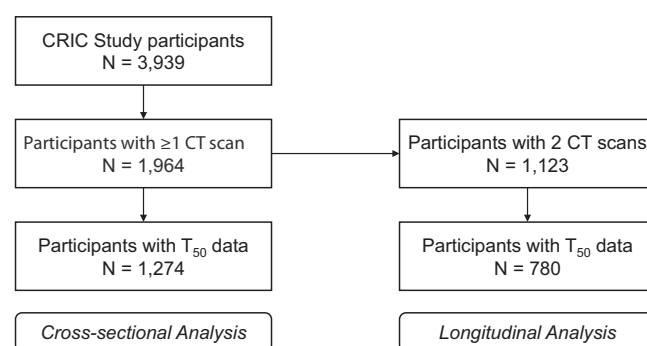 CRIC Study participants
N = 3,939
Participants with ≥1 CT scan
N = 1,964
Participants with 2 CT scans
N = 1,123
Participants with T50 data
N = 1,274
Participants with T50 data
N = 780
Cross-sectional Analysis
Longitudinal Analysis